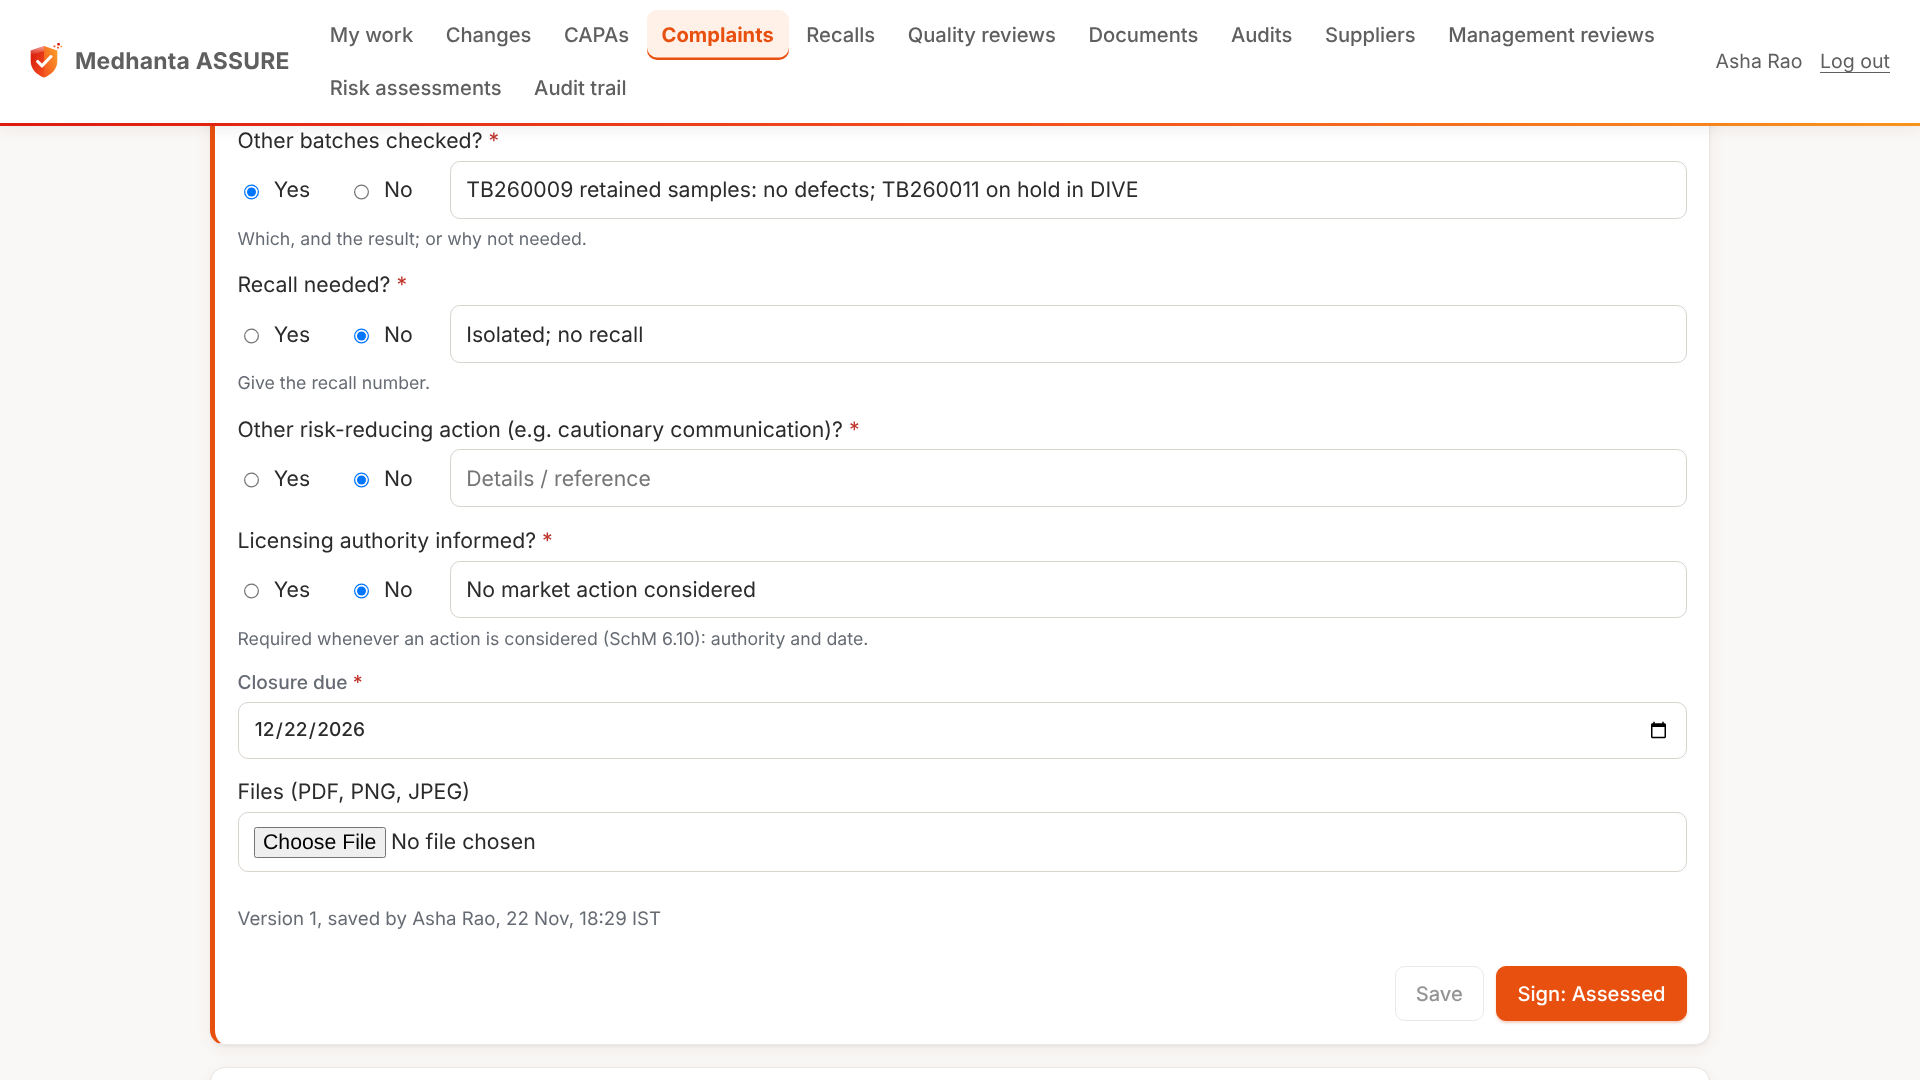 Medhanta ASSURE
My work
Changes
CAPAs
Complaints
Recalls
Quality reviews
Documents
Audits
Suppliers
Management reviews
Risk assessments
Audit trail
Asha Rao
Log out
Other batches checked? *
Yes
No
TB260009 retained samples: no defects; TB260011 on hold in DIVE
Which, and the result; or why not needed.
Recall needed? *
Yes
No
Isolated; no recall
Give the recall number.
Other risk-reducing action (e.g. cautionary communication)? *
Yes
No
Details / reference
Licensing authority informed? *
Yes
No
No market action considered
Required whenever an action is considered (SchM 6.10): authority and date.
Closure due *
12/22/2026
Files (PDF, PNG, JPEG)
Choose File No file chosen
Version 1, saved by Asha Rao, 22 Nov, 18:29 IST
Save
Sign: Assessed